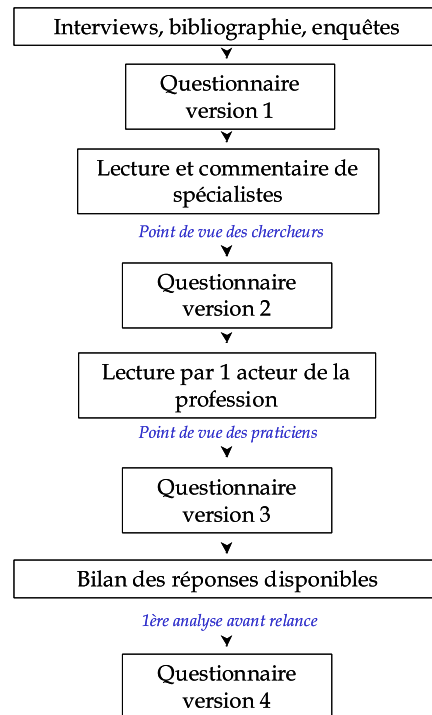 Interviews, bibliographie, enquêtes
Questionnaire
version 1
Lecture et commentaire de
spécialistes
Point de vue des chercheurs
Questionnaire
version 2
Lecture par 1 acteur de la
profession
Point de vue des praticiens
Questionnaire
version 3
Bilan des réponses disponibles
1ère analyse avant relance
Questionnaire
version 4